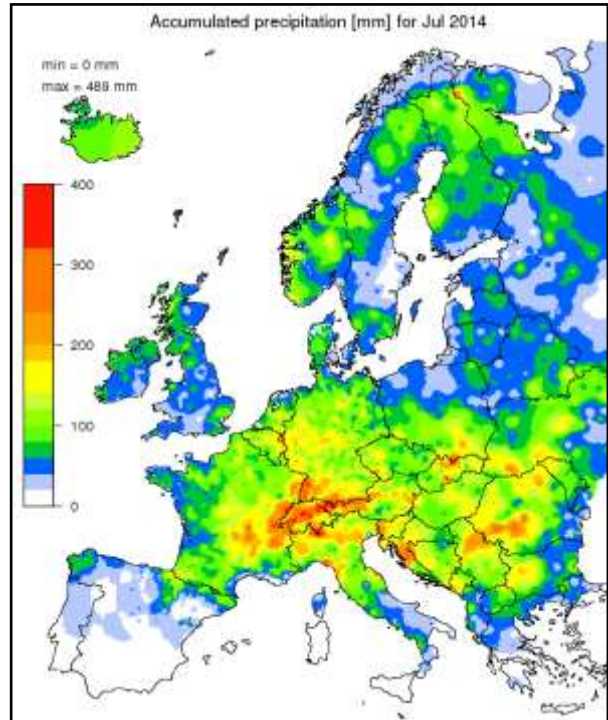 Accumulated precipitation [mm] for Jul 2014
min = 0 mm
max = 489 mm
400
300
200
100
0